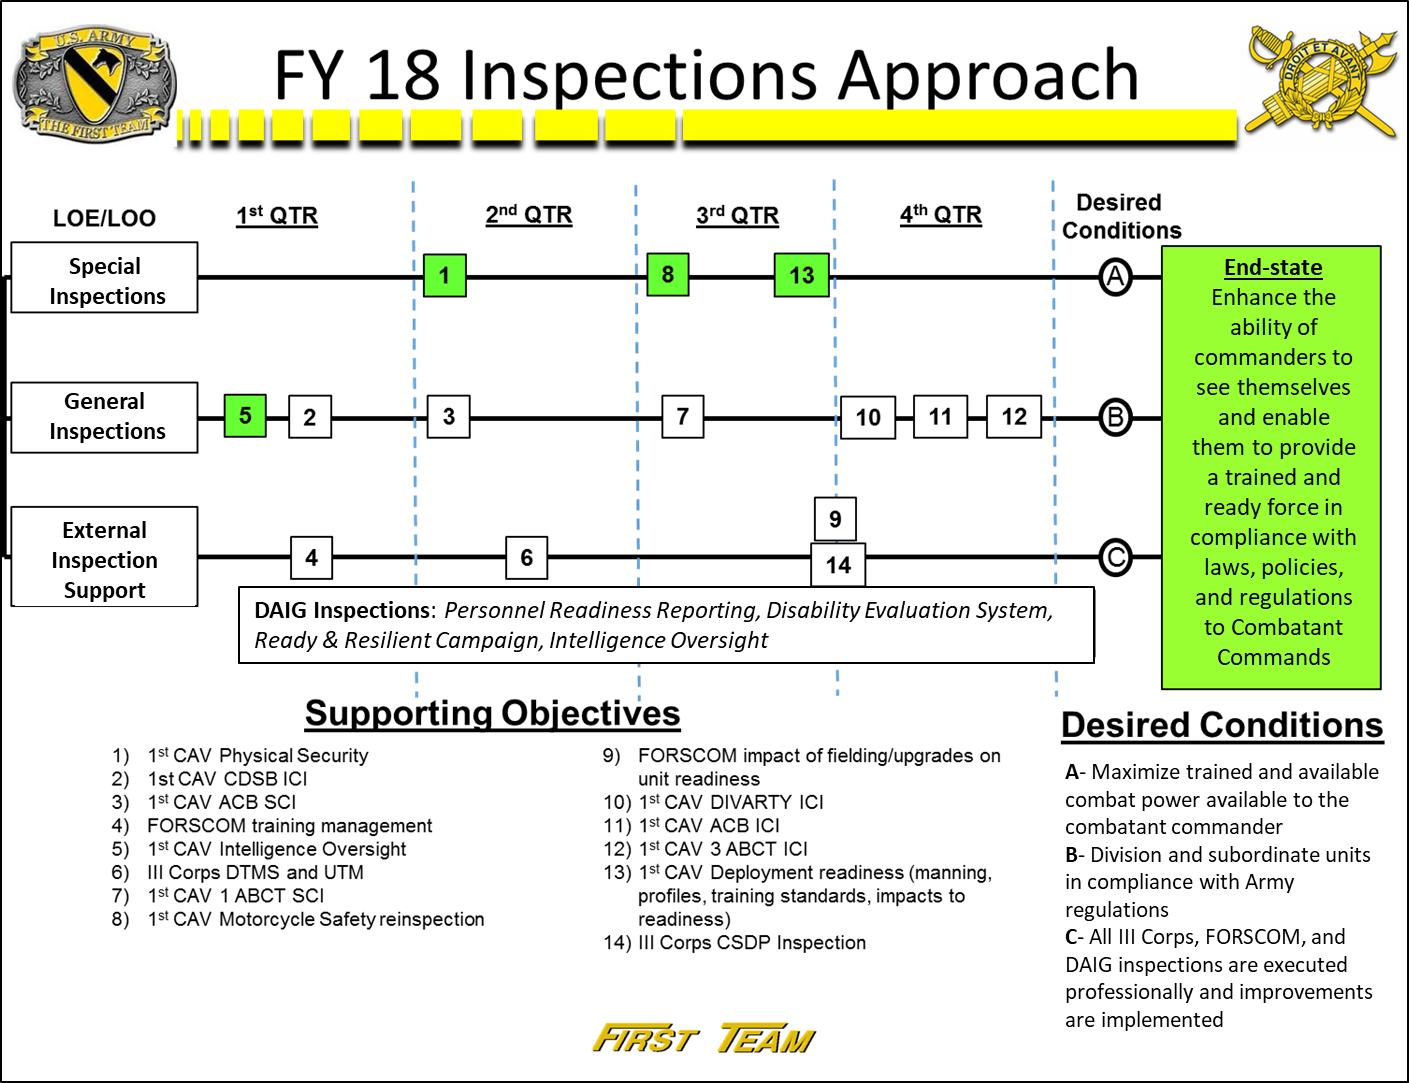 U.S. ARMY
THE FIRST TEAM
FY 18 Inspections Approach
DROIT ET AVANT
LOE/LOO
1st QTR
2nd QTR
3rd QTR
4th QTR
Desired
Conditions
Special
Inspections
1
8
13
A
General
Inspections
5
2
3
7
10
11
12
B
External
Inspection
Support
4
6
9
14
C
DAIG Inspections: Personnel Readiness Reporting, Disability Evaluation System,
Ready & Resilient Campaign, Intelligence Oversight
End-state
Enhance the
ability of
commanders to
see themselves
and enable
them to provide
a trained and
ready force in
compliance with
laws, policies,
and regulations
to Combatant
Commands
Supporting Objectives
1) 1st CAV Physical Security
2) 1st CAV CDSB ICI
3) 1st CAV ACB SCI
4) FORSCOM training management
5) 1st CAV Intelligence Oversight
6) III Corps DTMS and UTM
7) 1st CAV 1 ABCT SCI
8) 1st CAV Motorcycle Safety reinspection
9) FORSCOM impact of fielding/upgrades on
unit readiness
10) 1st CAV DIVARTY ICI
11) 1st CAV ACB ICI
12) 1st CAV 3 ABCT ICI
13) 1st CAV Deployment readiness (manning,
profiles, training standards, impacts to
readiness)
14) III Corps CSDP Inspection
Desired Conditions
A- Maximize trained and available
combat power available to the
combatant commander
B- Division and subordinate units
in compliance with Army
regulations
C- All III Corps, FORSCOM, and
DAIG inspections are executed
professionally and improvements
are implemented
FIRST TEAM